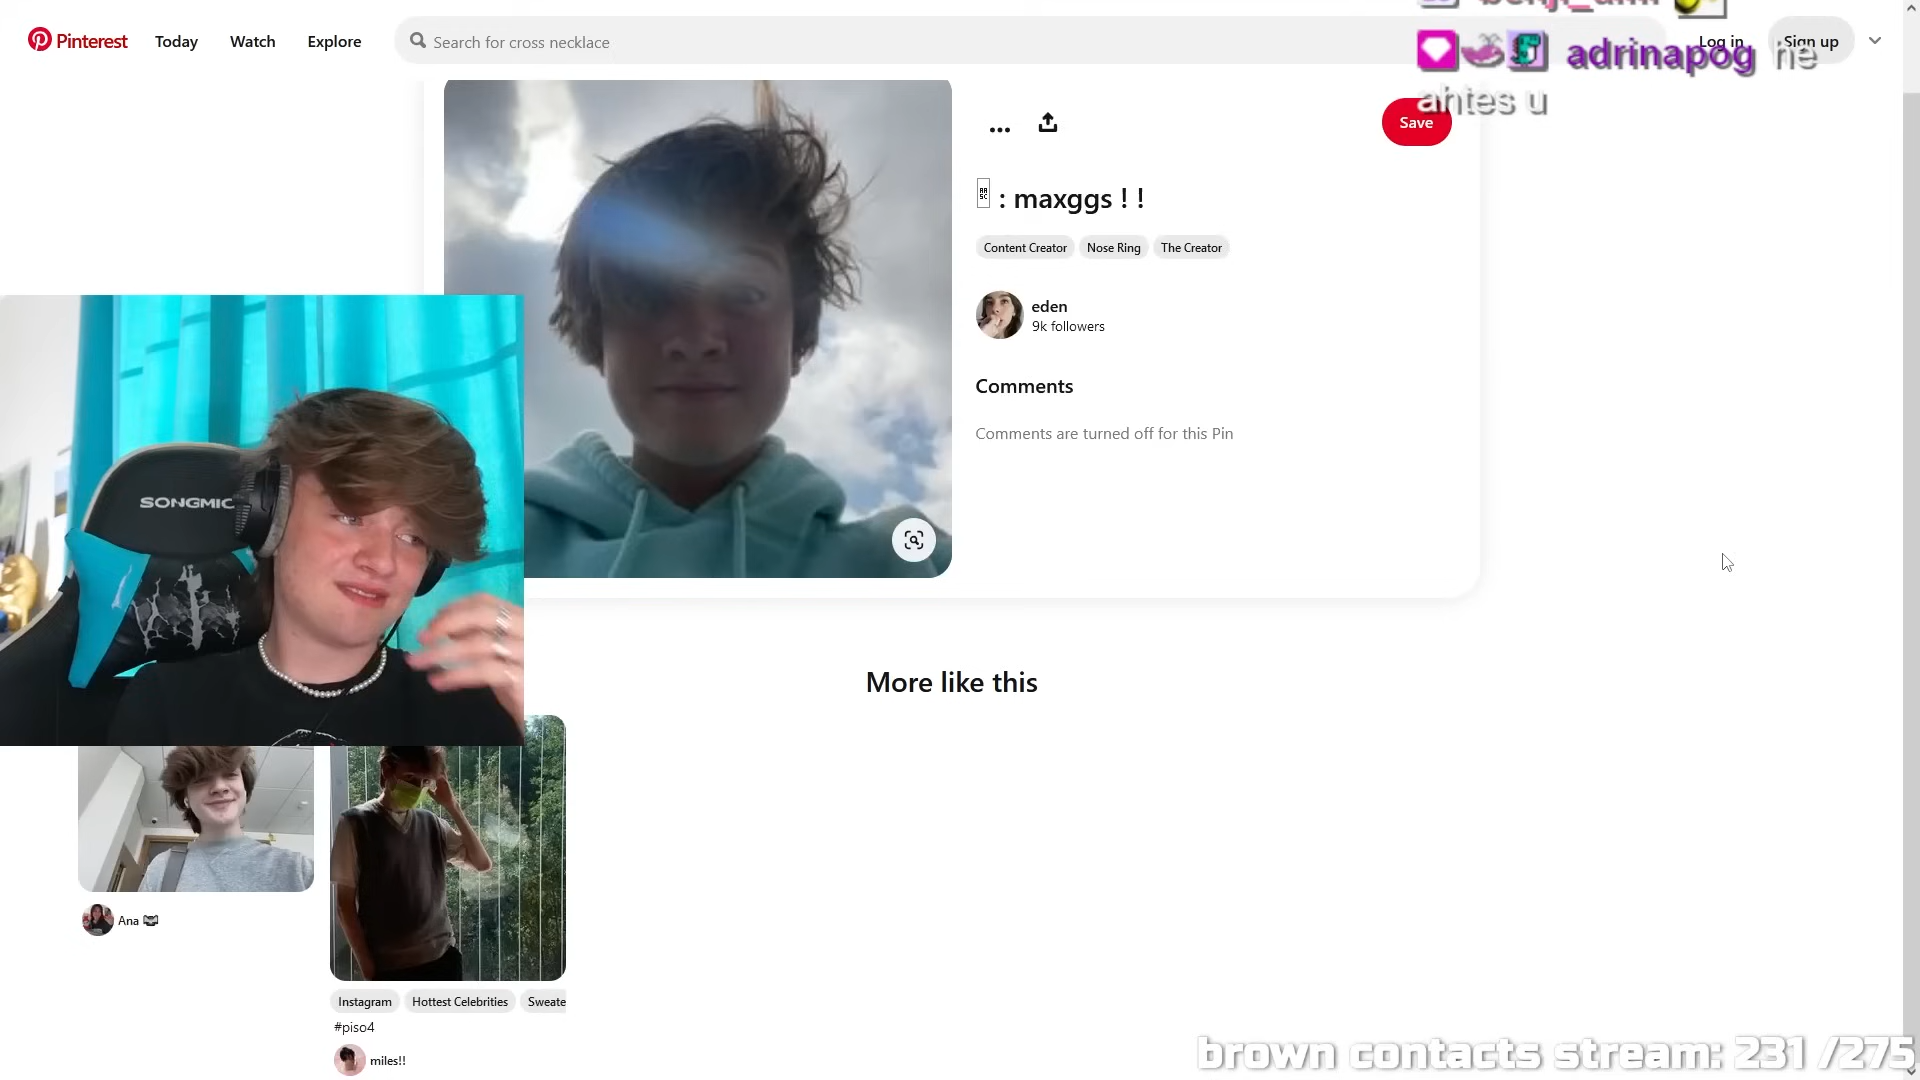 Pinterest
Today
Watch
Explore
Search for cross necklace
Log in
Sign up
adrinapog he
ahtes u
Save
: maxggs ! !
Content Creator
Nose Ring
The Creator
eden
9k followers
Comments
Comments are turned off for this Pin
SONGMIC
More like this
Ana
Instagram
Hottest Celebrities
Sweate
#piso4
miles!!
brown contacts stream: 231 /275